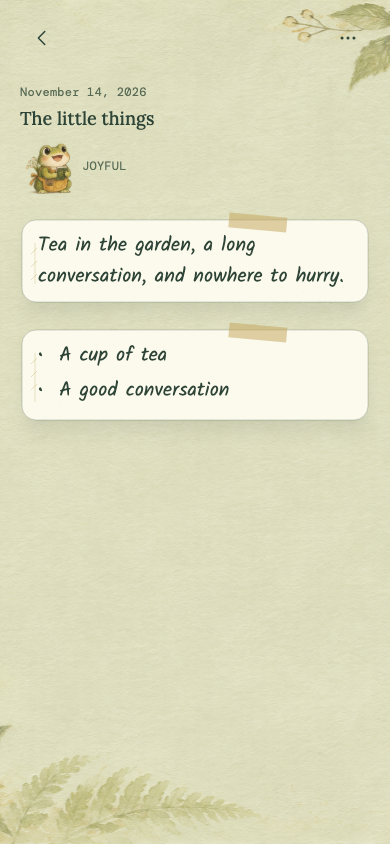 November 14, 2026
The little things
JOYFUL
Tea in the garden, a long
conversation, and nowhere to hurry.
• A cup of tea
• A good conversation